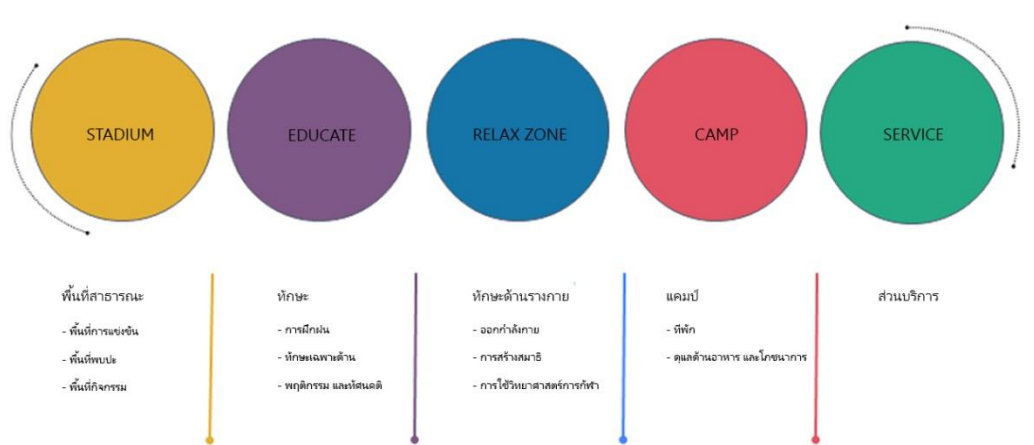 STADIUM
EDUCATE
RELAX ZONE
CAMP
SERVICE
พื้นที่สาธารณะ
- พื้นที่การแข่งขัน
- พื้นที่พบปะ
- พื้นที่กิจกรรม
ทักษะ
- การฝึกฝน
- ทักษะเฉพาะด้าน
- พฤติกรรม และทัศนคติ
ทักษะด้านร่างกาย
- ออกกำลังกาย
- การสร้างสมาธิ
- การใช้วิทยาศาสตร์การกีฬา
แคมป์
- ที่พัก
- ดูแลด้านอาหาร และโภชนาการ
ส่วนบริการ